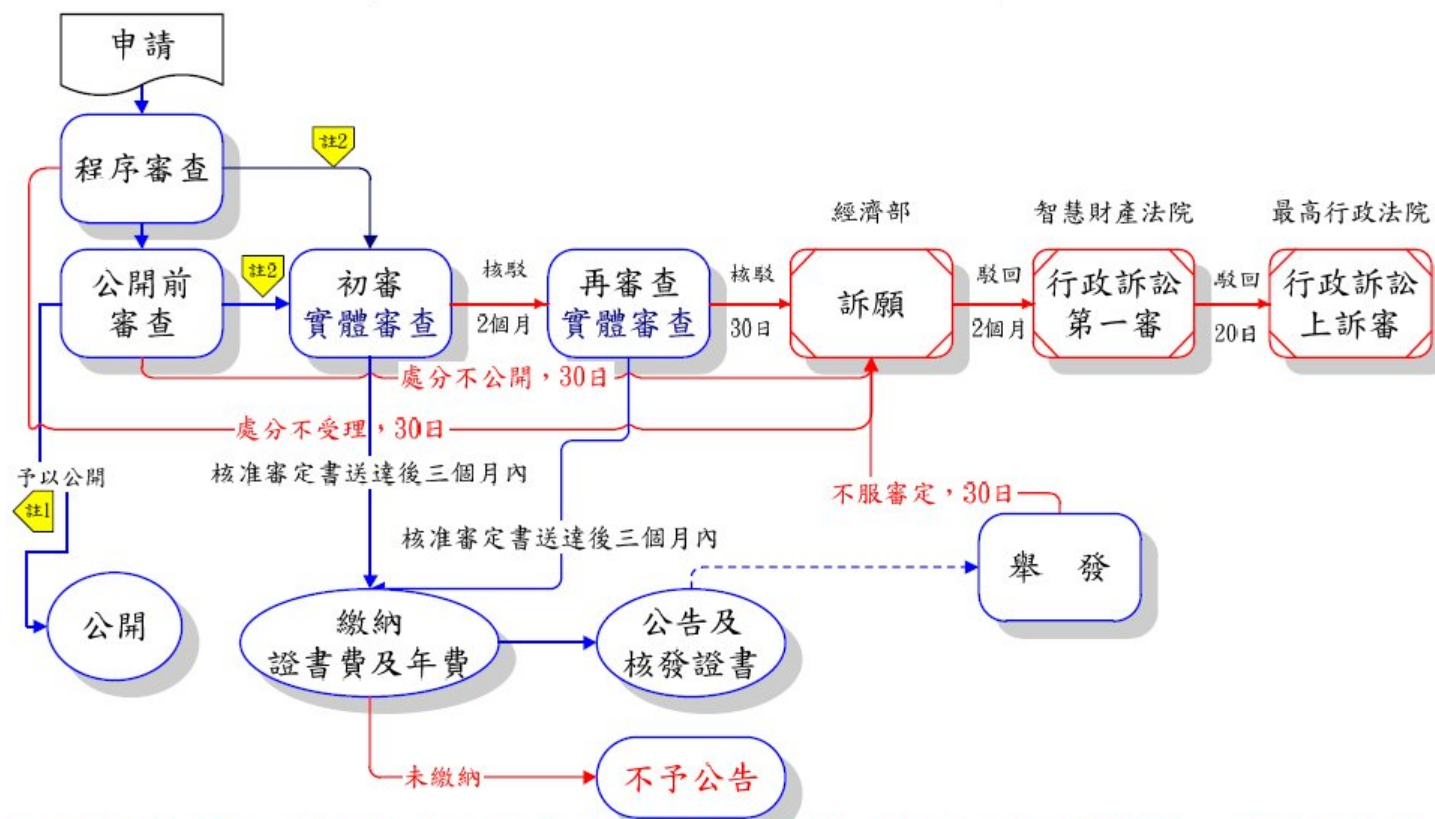 申請
程序審查
註2
經濟部
智慧財產法院
最高行政法院
公開前
審查
註2
初審
實體審查
核駁
2個月
再審查
實體審查
核駁
30日
訴願
駁回
2個月
行政訴訟
第一審
駁回
20日
行政訴訟
上訴審
處分不公開,30日
處分不受理,30日
予以公開
註1
核准審定書送達後三個月內
不服審定,30日
核准審定書送達後三個月內
舉 發
公開
繳納
證書費及年費
公告及
核發證書
未繳納
不予公告